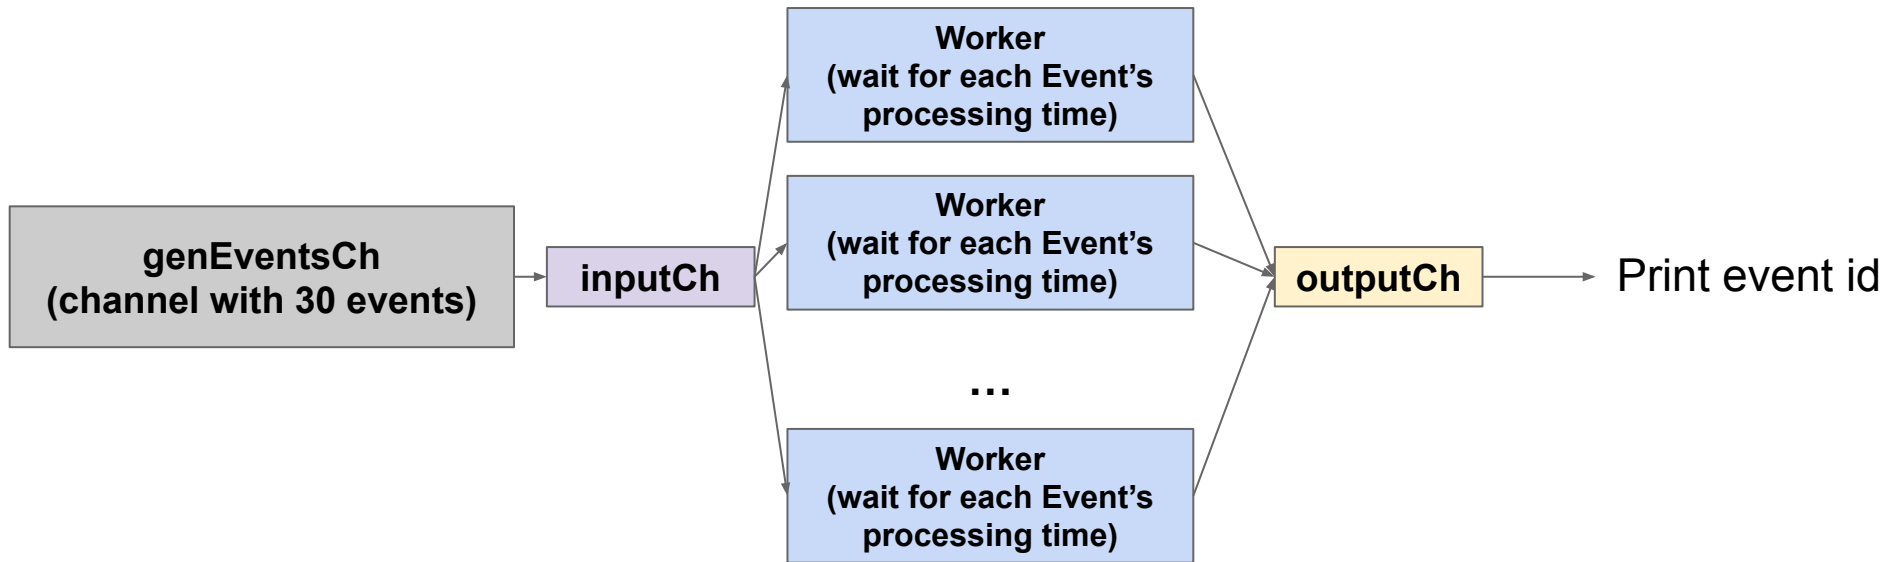 genEventsCh
(channel with 30 events)
inputCh
Worker
(wait for each Event's
processing time)
Worker
(wait for each Event's
processing time)
...
Worker
(wait for each Event's
processing time)
outputCh
Print event id